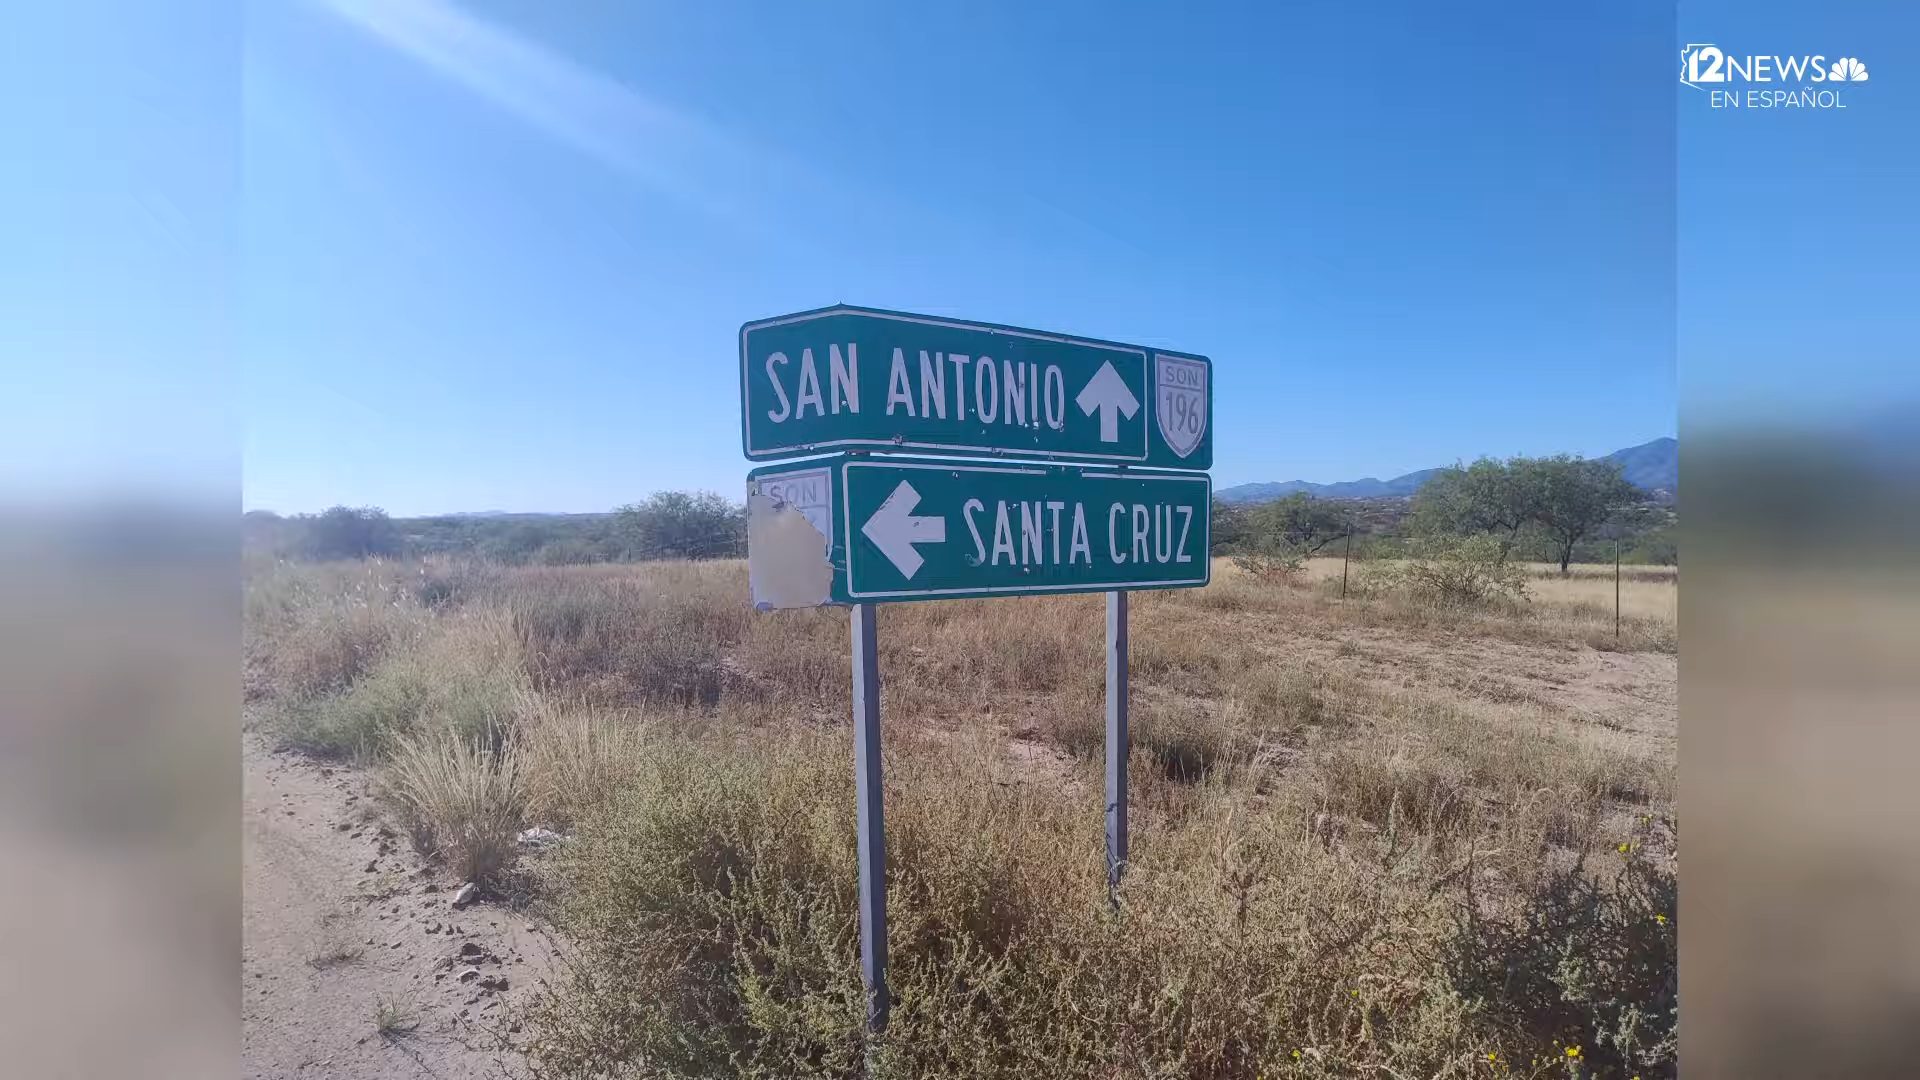 12NEWS
EN ESPAÑOL
SAN ANTONIO
SON
196
SON
SANTA CRUZ